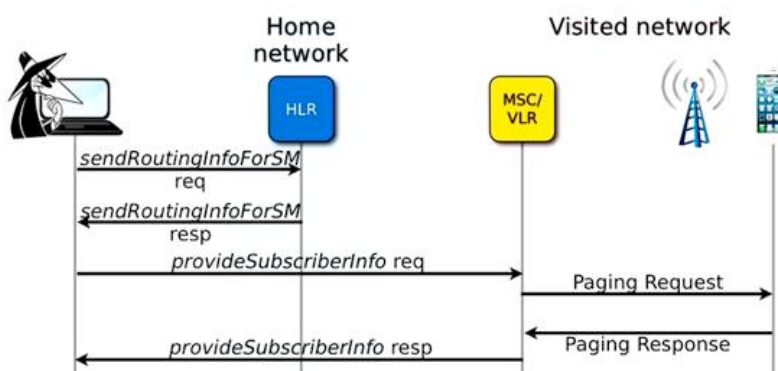 Home
network
Visited network
HLR
MSC/
VLR
sendRoutingInfoForSM
req
sendRoutingInfoForSM
resp
provideSubscriberInfo req
Paging Request
Paging Response
provideSubscriberInfo resp